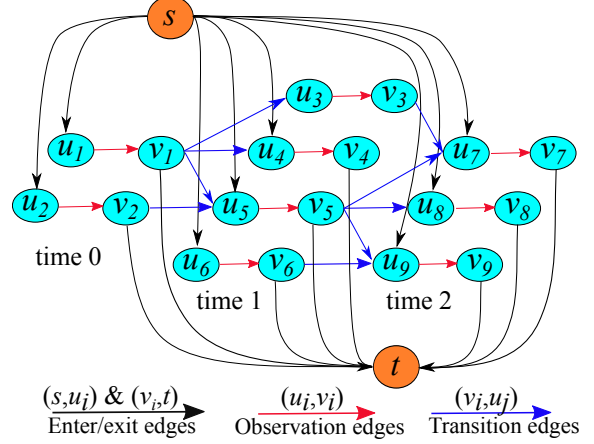 s
u3 v3
u1 v1 u4 v4 u7 v7
u2 v2 u5 v5 u8 v8
time 0
u6 v6 u9 v9
time 1 time 2
t
(s,ui) & (vi,t) (ui,vi) (vi,uj)
Enter/exit edges Observation edges Transition edges